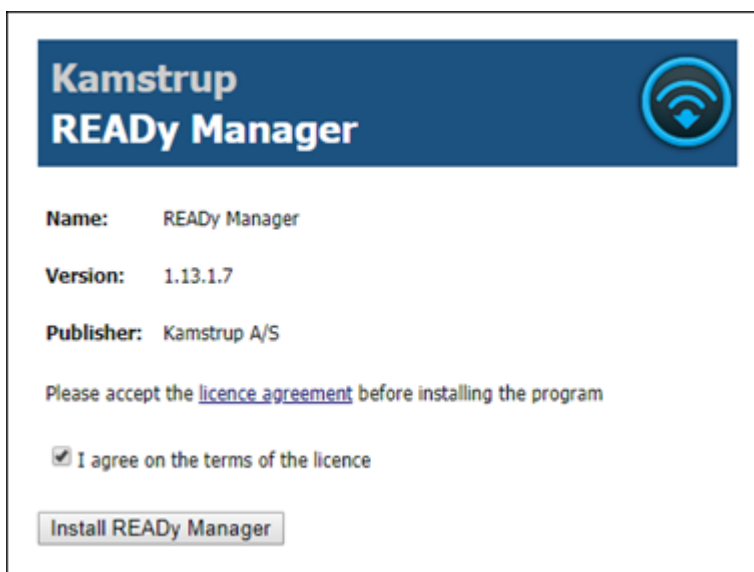 Kamstrup
READy Manager
Name: READy Manager
Version: 1.13.1.7
Publisher: Kamstrup A/S
Please accept the licence agreement before installing the program
I agree on the terms of the licence
Install READy Manager